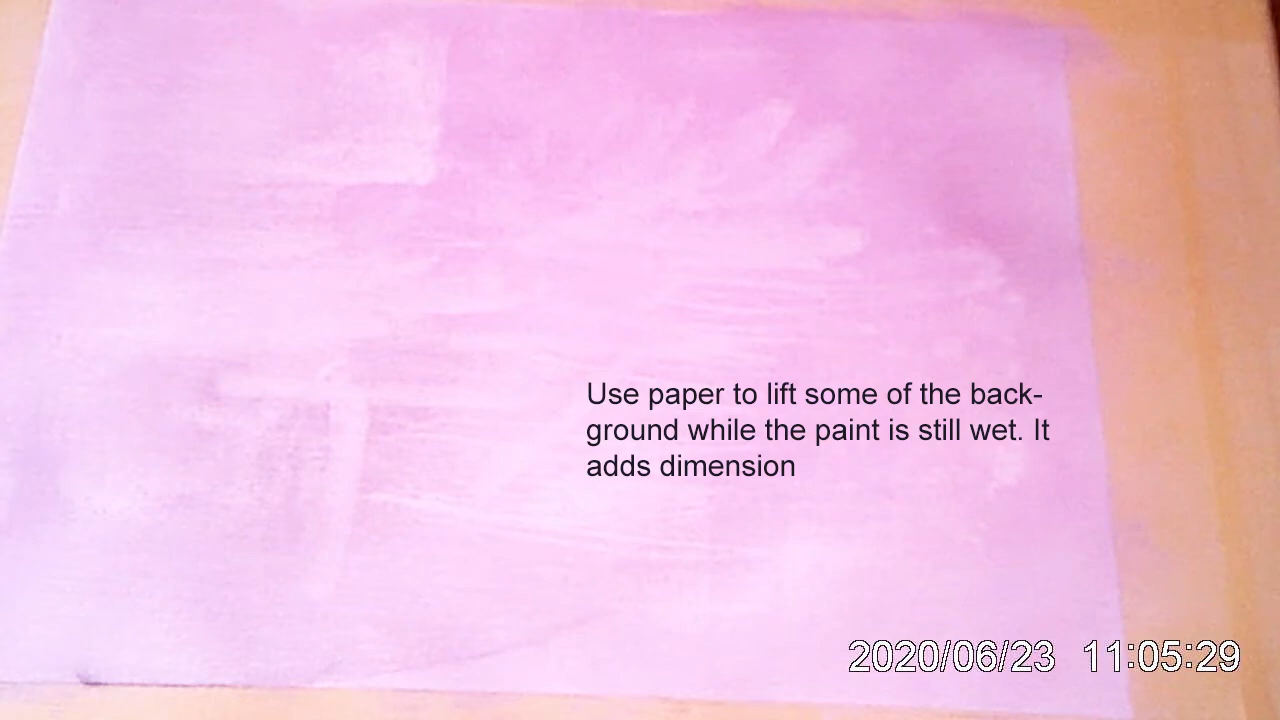 Use paper to lift some of the back-
ground while the paint is still wet. It
adds dimension
2020/06/23 11:05:29